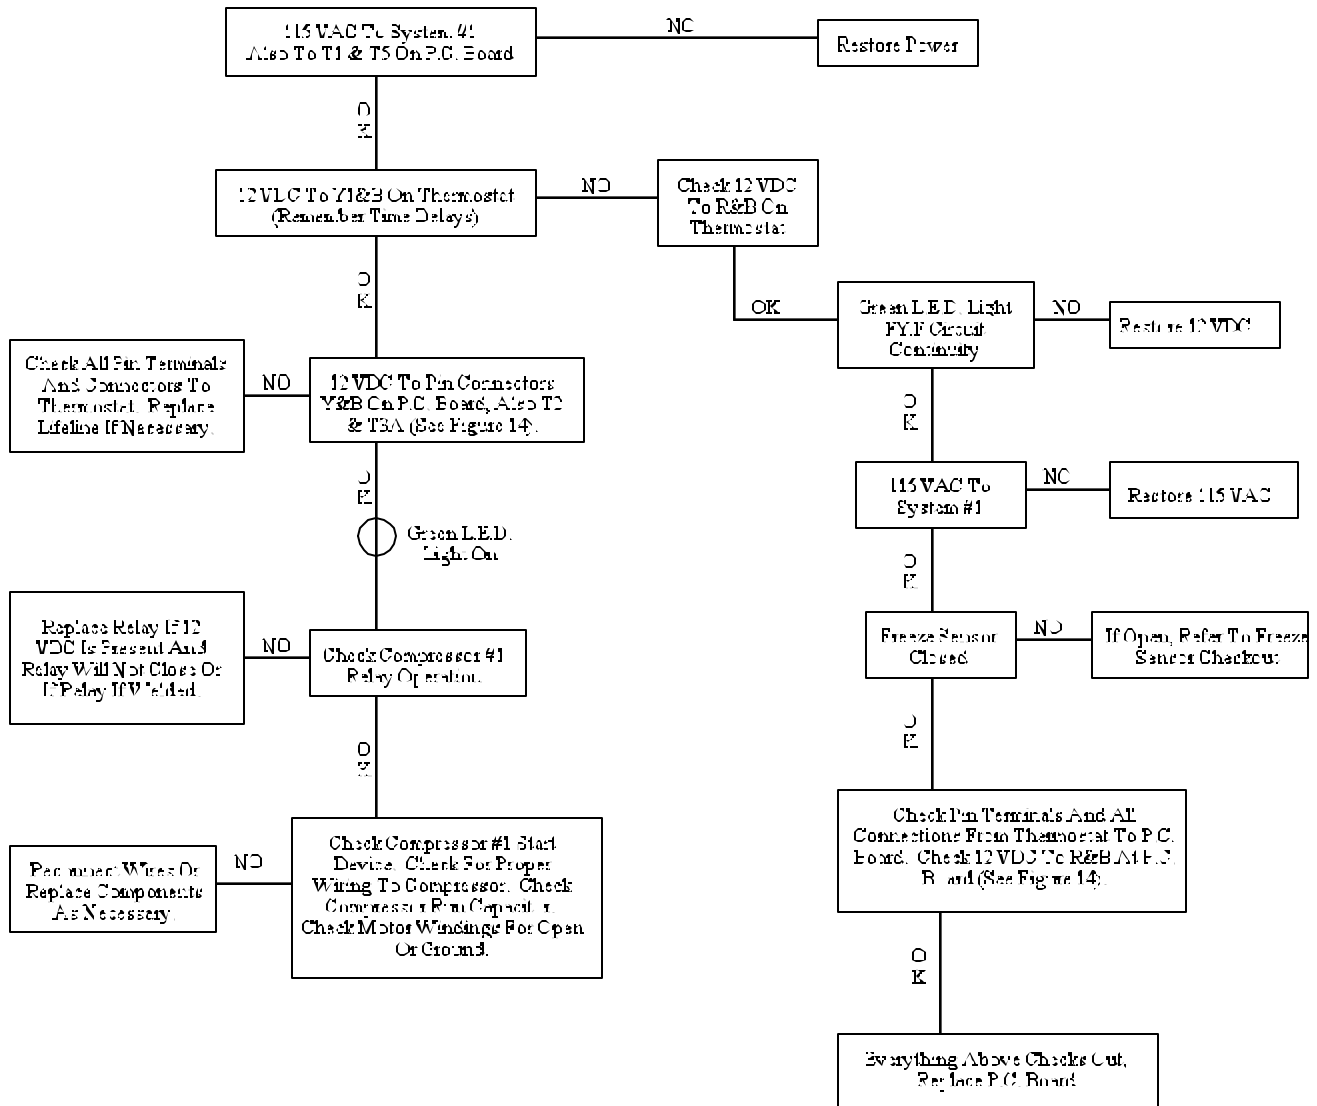 115 VAC To System #1
Also To T1 & T5 On P.C. Board
NO
Restore Power
OK
12 VDC To Y1&B On Thermostat
(Remember Time Delays)
NO
Check 12 VDC
To R&B On
Thermostat
OK
OK
Green L.E.D. Light
Circuit
Continuity
NO
Restore 12 VDC
Check All Pin Terminals
And Connectors To
Thermostat. Replace
Lifeline If Necessary.
NO
12 VDC To Pin Connectors
Y&B On P.C. Board, Also T2
& T3A (See Figure 14).
OK
OK
115 VAC To
System #1
NO
Restore 115 VAC
Green L.E.D.
Light On
OK
Replace Relay If 12
VDC Is Present And
Relay Will Not Close Or
If Relay If Welded.
NO
Check Compressor #1
Relay Operation
Freeze Sensor
Closed
NO
If Open, Refer To Freeze
Sensor Checkout
OK
OK
Reconnect Wires Or
Replace Components
As Necessary.
NO
Check Compressor #1 Start
Device. Check For Proper
Wiring To Compressor. Check
Compressor Run Capacitor.
Check Motor Windings For Open
Or Ground.
Check Pin Terminals And All
Connections From Thermostat To P.C.
Board. Check 12 VDC To R&B At P.C.
Board (See Figure 14).
OK
Everything Above Checks Out,
Replace P.C. Board